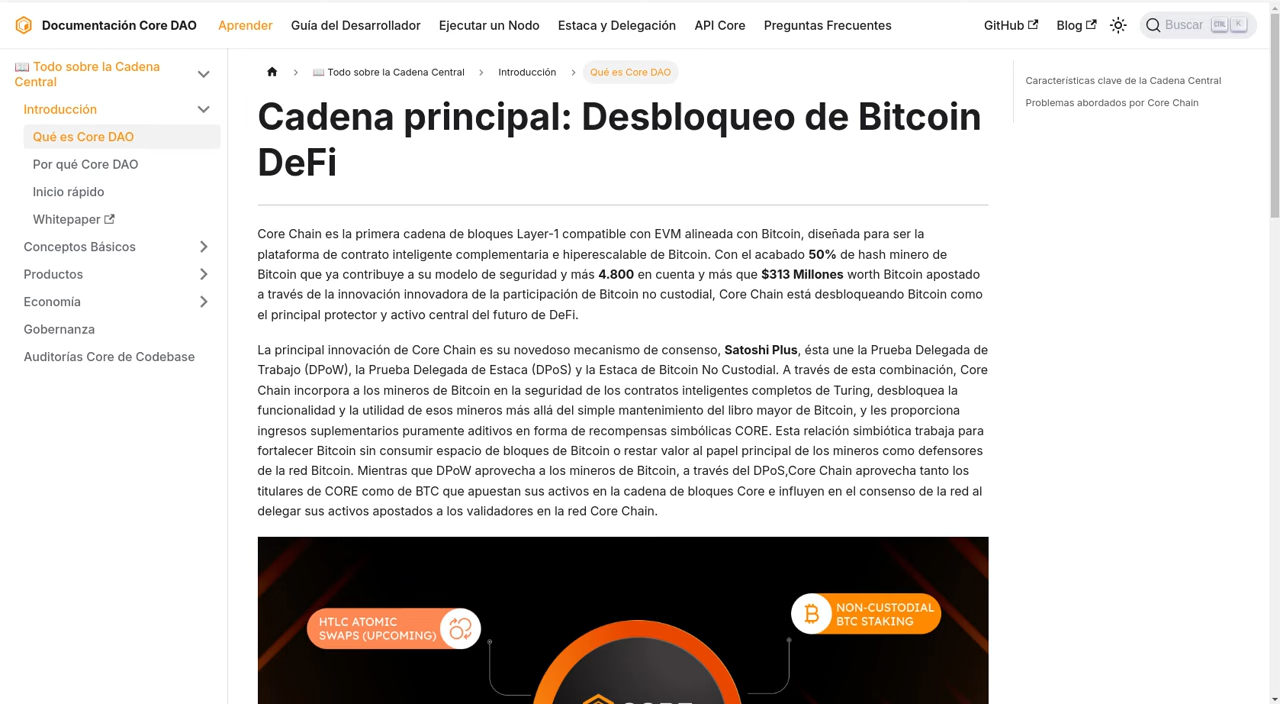 Documentación Core DAO
Aprender
Guía del Desarrollador
Ejecutar un Nodo
Estaca y Delegación
API Core
Preguntas Frecuentes
GitHub
Blog
Buscar
CTRL K
📖 Todo sobre la Cadena
Central
Introducción
Qué es Core DAO
Por qué Core DAO
Inicio rápido
Whitepaper
Conceptos Básicos
Productos
Economía
Gobernanza
Auditorías Core de Codebase
📖 Todo sobre la Cadena Central
Introducción
Qué es Core DAO
Cadena principal: Desbloqueo de Bitcoin
DeFi
Core Chain es la primera cadena de bloques Layer-1 compatible con EVM alineada con Bitcoin, diseñada para ser la
plataforma de contrato inteligente complementaria e hiperescalable de Bitcoin. Con el acabado 50% de hash minero de
Bitcoin que ya contribuye a su modelo de seguridad y más 4.800 en cuenta y más que $313 Millones worth Bitcoin apostado
a través de la innovación innovadora de la participación de Bitcoin no custodial, Core Chain está desbloqueando Bitcoin como
el principal protector y activo central del futuro de DeFi.
La principal innovación de Core Chain es su novedoso mecanismo de consenso, Satoshi Plus, ésta une la Prueba Delegada de
Trabajo (DPoW), la Prueba Delegada de Estaca (DPoS) y la Estaca de Bitcoin No Custodial. A través de esta combinación, Core
Chain incorpora a los mineros de Bitcoin en la seguridad de los contratos inteligentes completos de Turing, desbloquea la
funcionalidad y la utilidad de esos mineros más allá del simple mantenimiento del libro mayor de Bitcoin, y les proporciona
ingresos suplementarios puramente aditivos en forma de recompensas simbólicas CORE. Esta relación simbiótica trabaja para
fortalecer Bitcoin sin consumir espacio de bloques de Bitcoin o restar valor al papel principal de los mineros como defensores
de la red Bitcoin. Mientras que DPoW aprovecha a los mineros de Bitcoin, a través del DPoS,Core Chain aprovecha tanto los
titulares de CORE como de BTC que apuestan sus activos en la cadena de bloques Core e influyen en el consenso de la red al
delegar sus activos apostados a los validadores en la red Core Chain.
HTLC ATOMIC
SWAPS (UPCOMING)
NON-CUSTODIAL
BTC STAKING
Características clave de la Cadena Central
Problemas abordados por Core Chain